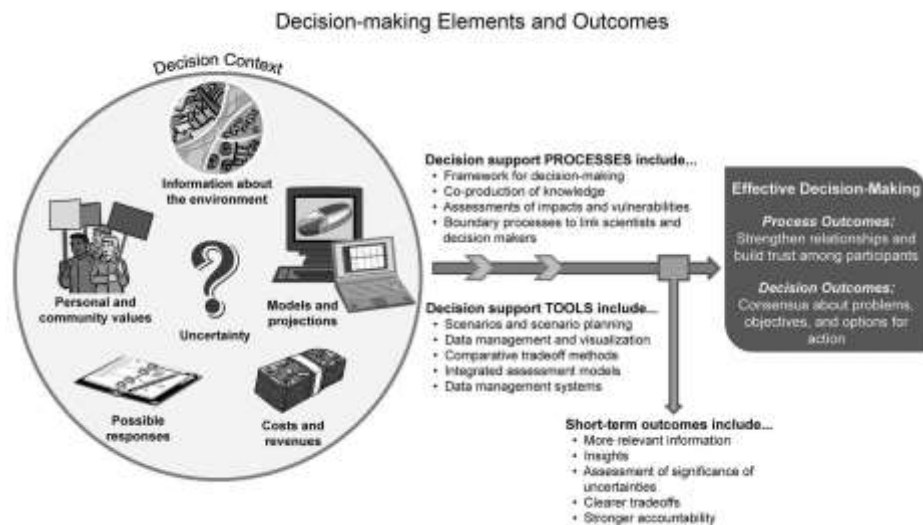 Decision-making Elements and Outcomes
Decision Context
Information about
the environment
Personal and
community values
Uncertainty
Models and
projections
Possible
responses
Costs and
revenues
Decision support PROCESSES include...
• Framework for decision-making
• Co-production of knowledge
• Assessments of impacts and vulnerabilities
• Boundary processes to link scientists and
decision makers
Decision support TOOLS include...
• Scenarios and scenario planning
• Data management and visualization
• Comparative tradeoff methods
• Integrated assessment models
• Data management systems
Short-term outcomes include...
• More relevant information
• Insights
• Assessment of significance of
uncertainties
• Clearer tradeoffs
• Stronger accountability
Effective Decision-Making
Process Outcomes:
Strengthen relationships and
build trust among participants
Decision Outcomes:
Consensus about problems,
objectives, and options for
action